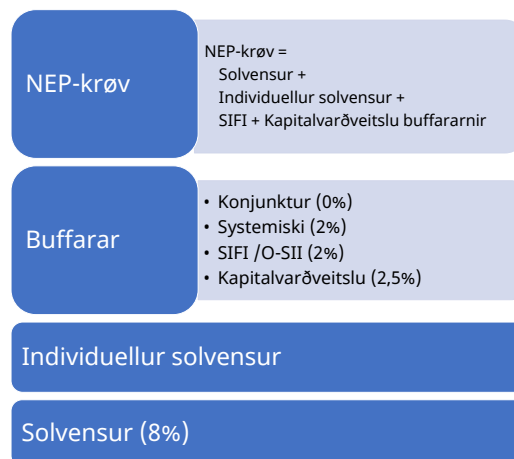 NEP-krøv
NEP-krøv =
Solvensur +
Individuellur solvensur +
SIFI + Kapitalvarðveitslu buffararnir
Buffarar
• Konjunktur (0%)
• Systemiski (2%)
• SIFI /O-SII (2%)
• Kapitalvarðveitslu (2,5%)
Individuellur solvensur
Solvensur (8%)